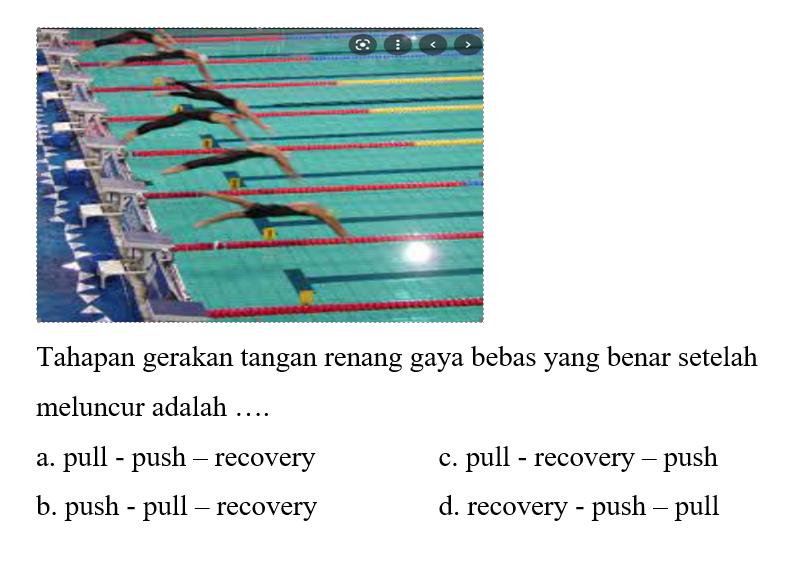 Tahapan gerakan tangan renang gaya bebas yang benar setelah
meluncur adalah ….
a. pull - push – recovery
c. pull - recovery – push
b. push - pull – recovery
d. recovery - push – pull